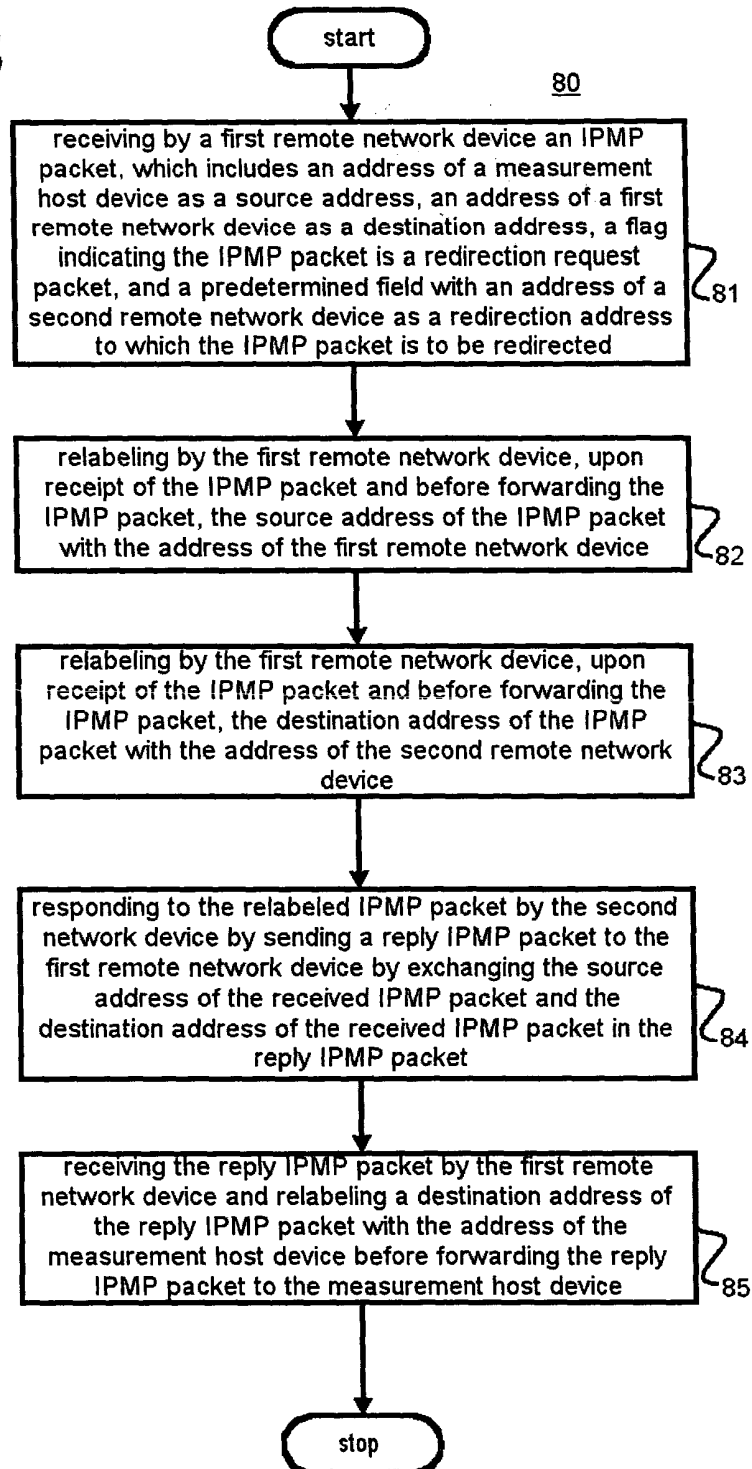 start
80
receiving by a first remote network device an IPMP
packet, which includes an address of a measurement
host device as a source address, an address of a first
remote network device as a destination address, a flag
indicating the IPMP packet is a redirection request
packet, and a predetermined field with an address of a
second remote network device as a redirection address
to which the IPMP packet is to be redirected
81
relabeling by the first remote network device, upon
receipt of the IPMP packet and before forwarding the
IPMP packet, the source address of the IPMP packet
with the address of the first remote network device
82
relabeling by the first remote network device, upon
receipt of the IPMP packet and before forwarding the
IPMP packet, the destination address of the IPMP
packet with the address of the second remote network
device
83
responding to the relabeled IPMP packet by the second
network device by sending a reply IPMP packet to the
first remote network device by exchanging the source
address of the received IPMP packet and the
destination address of the received IPMP packet in the
reply IPMP packet
84
receiving the reply IPMP packet by the first remote
network device and relabeling a destination address of
the reply IPMP packet with the address of the
measurement host device before forwarding the reply
IPMP packet to the measurement host device
85
stop